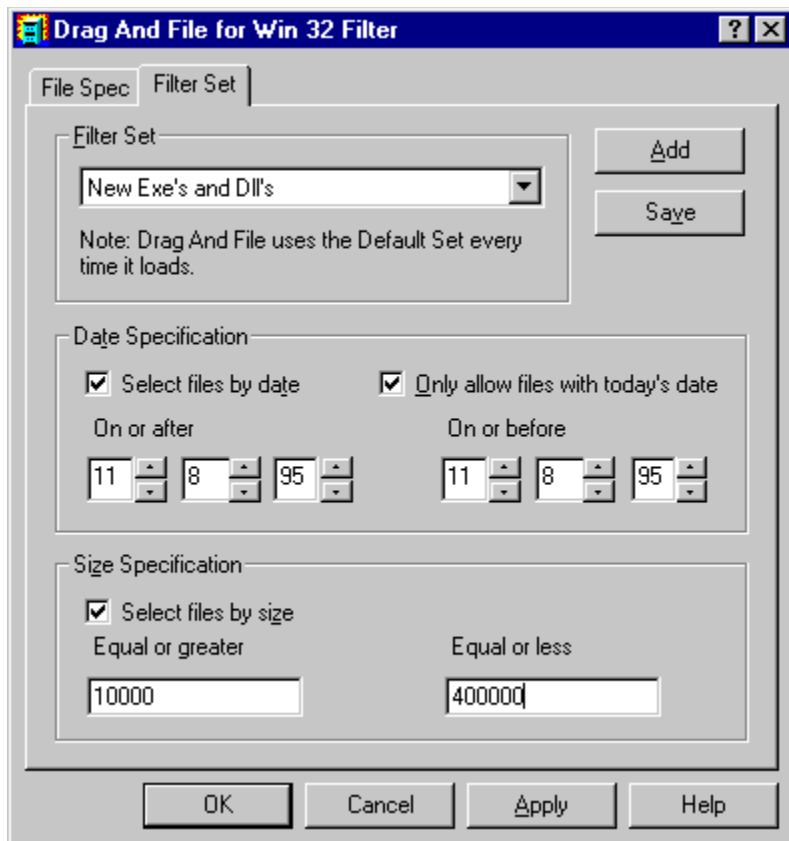 Drag And File for Win 32 Filter
File Spec
Filter Set
Filter Set
New Exe's and Dll's
Note: Drag And File uses the Default Set every
time it loads.
Add
Save
Date Specification
Select files by date
Only allow files with today's date
On or after
On or before
11 8 95
11 8 95
Size Specification
Select files by size
Equal or greater
Equal or less
10000
400000
OK
Cancel
Apply
Help